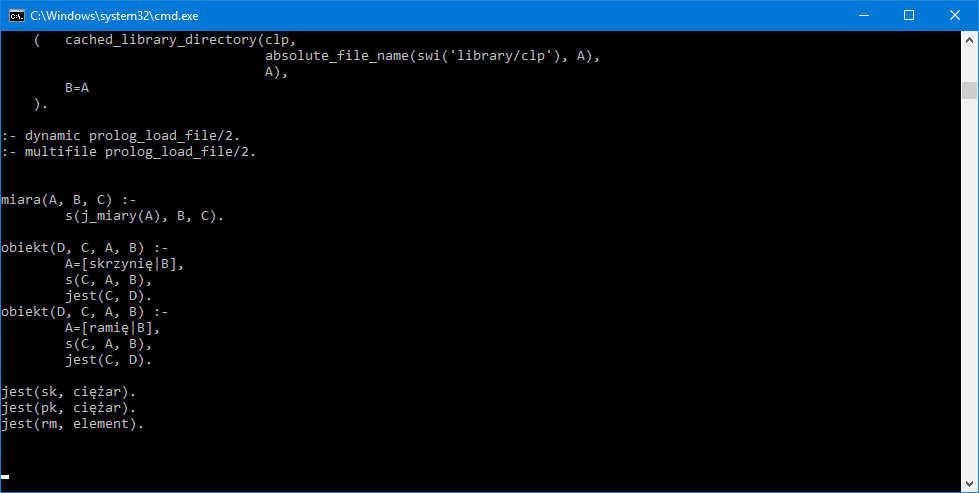 C:\Windows\system32\cmd.exe
    (   cached_library_directory(clp,
                                 absolute_file_name(swi('library/clp'), A),
                                 A),
        B=A
    ).
:- dynamic prolog_load_file/2.
:- multifile prolog_load_file/2.
miara(A, B, C) :-
        s(j_miary(A), B, C).
obiekt(D, C, A, B) :-
        A=[skrzynię|B],
        s(C, A, B),
        jest(C, D).
obiekt(D, C, A, B) :-
        A=[ramię|B],
        s(C, A, B),
        jest(C, D).
jest(sk, ciężar).
jest(pk, ciężar).
jest(rm, element).